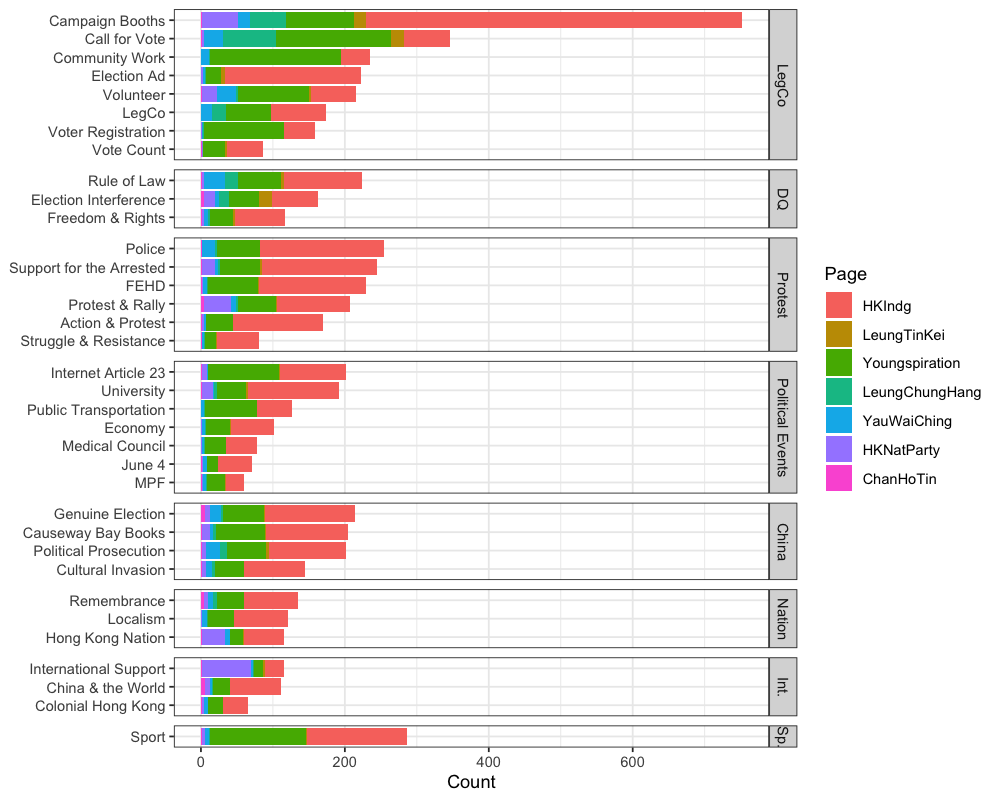 Campaign Booths
Call for Vote
Community Work
Election Ad
Volunteer
LegCo
Voter Registration
Vote Count
LegCo
Rule of Law
Election Interference
Freedom & Rights
DQ
Police
Support for the Arrested
FEHD
Protest & Rally
Action & Protest
Struggle & Resistance
Protest
Internet Article 23
University
Public Transportation
Economy
Medical Council
June 4
MPF
Political Events
Genuine Election
Causeway Bay Books
Political Prosecution
Cultural Invasion
China
Remembrance
Localism
Hong Kong Nation
Nation
International Support
China & the World
Colonial Hong Kong
Int.
Sport
Sp.
0 200 400 600
Count
Page
HKIndg
LeungTinKei
Youngspiration
LeungChungHang
YauWaiChing
HKNatParty
ChanHoTin